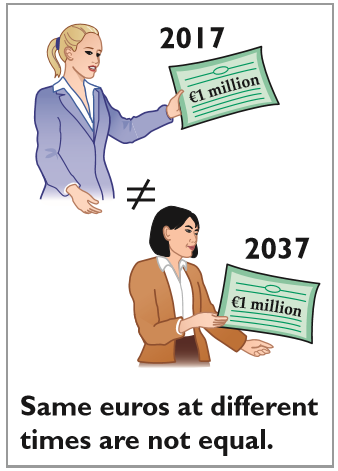 2017
€1 million
≠
2037
€1 million
Same euros at different
times are not equal.